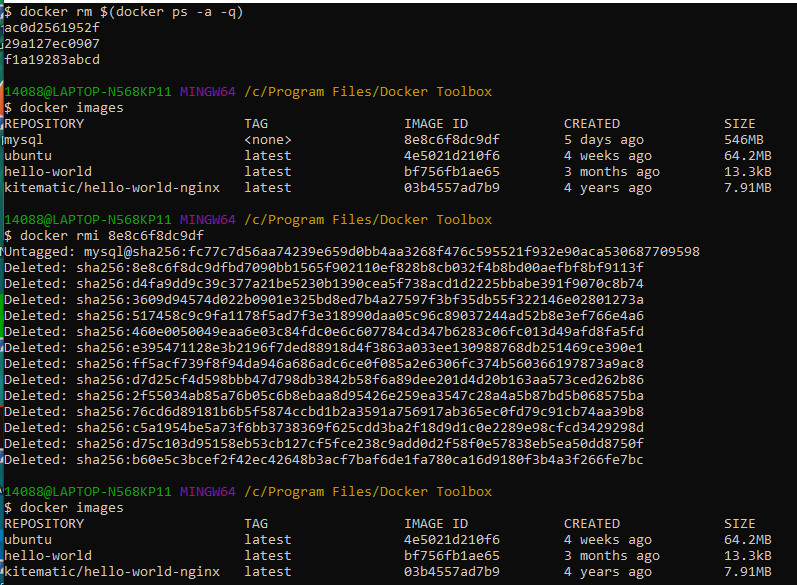 $ docker rm $(docker ps -a -q)
ac0d2561952f
29a127ec0907
f1a19283abcd
14088@LAPTOP-N568KP11 MINGW64 /c/Program Files/Docker Toolbox
$ docker images
REPOSITORY TAG IMAGE ID CREATED SIZE
mysql <none> 8e8c6f8dc9df 5 days ago 546MB
ubuntu latest 4e5021d210f6 4 weeks ago 64.2MB
hello-world latest bf756fb1ae65 3 months ago 13.3kB
kitematic/hello-world-nginx latest 03b4557ad7b9 4 years ago 7.91MB
14088@LAPTOP-N568KP11 MINGW64 /c/Program Files/Docker Toolbox
$ docker rmi 8e8c6f8dc9df
Untagged: mysql@sha256:fc77c7d56aa74239e659d0bb4aa3268f476c595521f932e90aca530687709598
Deleted: sha256:8e8c6f8dc9dfbd7090bb1565f902110ef828b8cb032f4b8bd00aefbf8bf9113f
Deleted: sha256:d4fa9dd9c39c377a21be5230b1390cea5f738acd1d2225bbabe391f9070c8b74
Deleted: sha256:3609d94574d022b0901e325bd8ed7b4a27597f3bf35db55f322146e02801273a
Deleted: sha256:517458c9c9fa1178f5ad7f3e318990daa05c96c89037244ad52b8e3ef766e4a6
Deleted: sha256:460e0050049eaa6e03c84fdc0e6c607784cd347b6283c06fc013d49afd8fa5fd
Deleted: sha256:e395471128e3b2196f7ded88918d4f3863a033ee130988768db251469ce390e1
Deleted: sha256:ff5acf739f8f94da946a686adc6ce0f085a2e6306fc374b560366197873a9ac8
Deleted: sha256:d7d25cf4d598bbb47d798db3842b58f6a89dee201d4d20b163aa573ced262b86
Deleted: sha256:2f55034ab85a76b05c6b8ebaa8d95426e259ea3547c28a4a5b87bd5b068575ba
Deleted: sha256:76cd6d89181b6b5f5874ccbd1b2a3591a756917ab365ec0fd79c91cb74aa39b8
Deleted: sha256:c5a1954be5a73f6bb3738369f625cdd3ba2f18d9d1c0e2289e98cfcd3429298d
Deleted: sha256:d75c103d95158eb53cb127cf5fce238c9add0d2f58f0e57838eb5ea50dd8750f
Deleted: sha256:b60e5c3bcef2f42ec42648b3acf7baf6de1fa780ca16d9180f3b4a3f266fe7bc
14088@LAPTOP-N568KP11 MINGW64 /c/Program Files/Docker Toolbox
$ docker images
REPOSITORY TAG IMAGE ID CREATED SIZE
ubuntu latest 4e5021d210f6 4 weeks ago 64.2MB
hello-world latest bf756fb1ae65 3 months ago 13.3kB
kitematic/hello-world-nginx latest 03b4557ad7b9 4 years ago 7.91MB